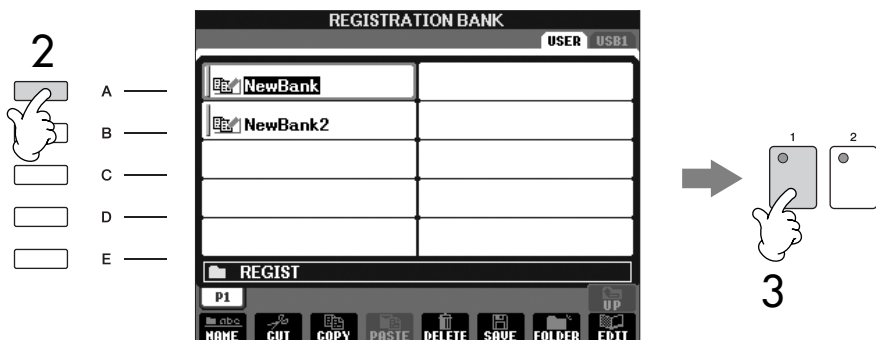 REGISTRATION BANK
USER USB1
2
A
NewBank
B
NewBank2
C
D
E
REGIST
P1
UP
abc
NAME CUT COPY PASTE DELETE SAVE FOLDER EDIT
1 2
3